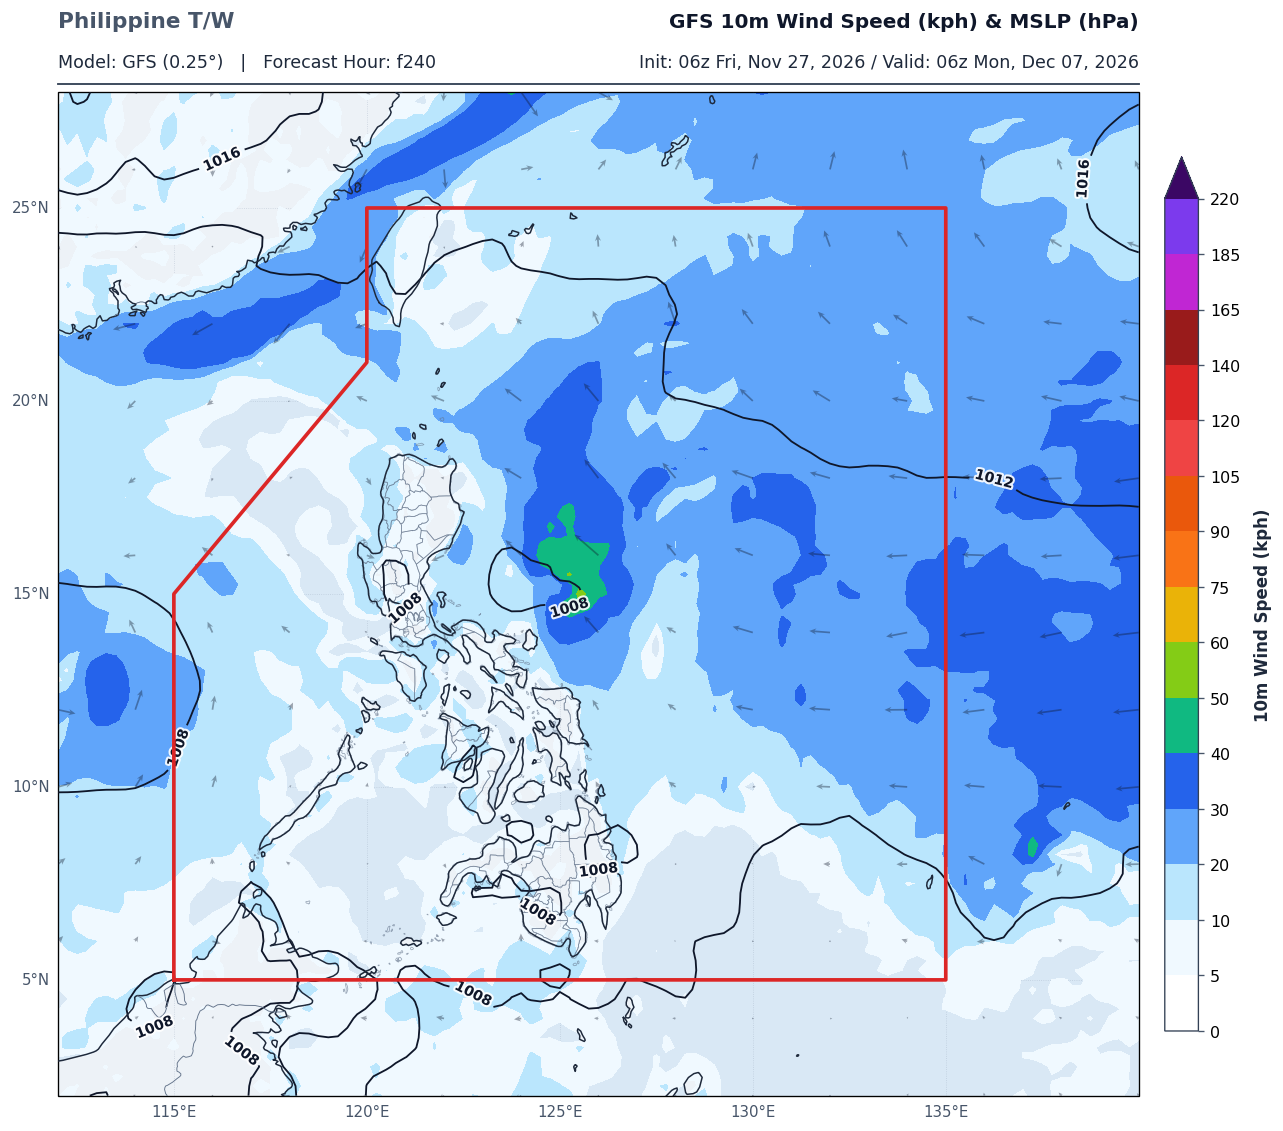 Philippine T/W
GFS 10m Wind Speed (kph) & MSLP (hPa)
Model: GFS (0.25°) | Forecast Hour: f240
Init: 06z Fri, Nov 27, 2026 / Valid: 06z Mon, Dec 07, 2026
1016
1016
25°N
20°N
15°N
10°N
5°N
1012
1008
1008
1008
1008
1008
1008
1008
1008
115°E
120°E
125°E
130°E
135°E
220
185
165
140
120
105
90
75
60
50
40
30
20
10
5
0
10m Wind Speed (kph)